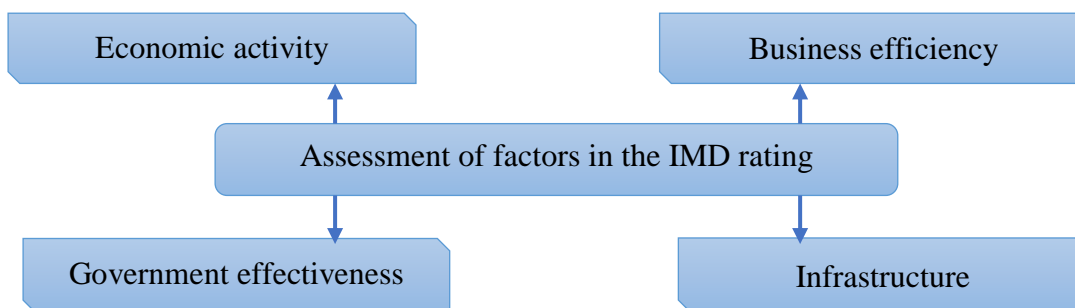 Economic activity
Business efficiency
Assessment of factors in the IMD rating
Government effectiveness
Infrastructure